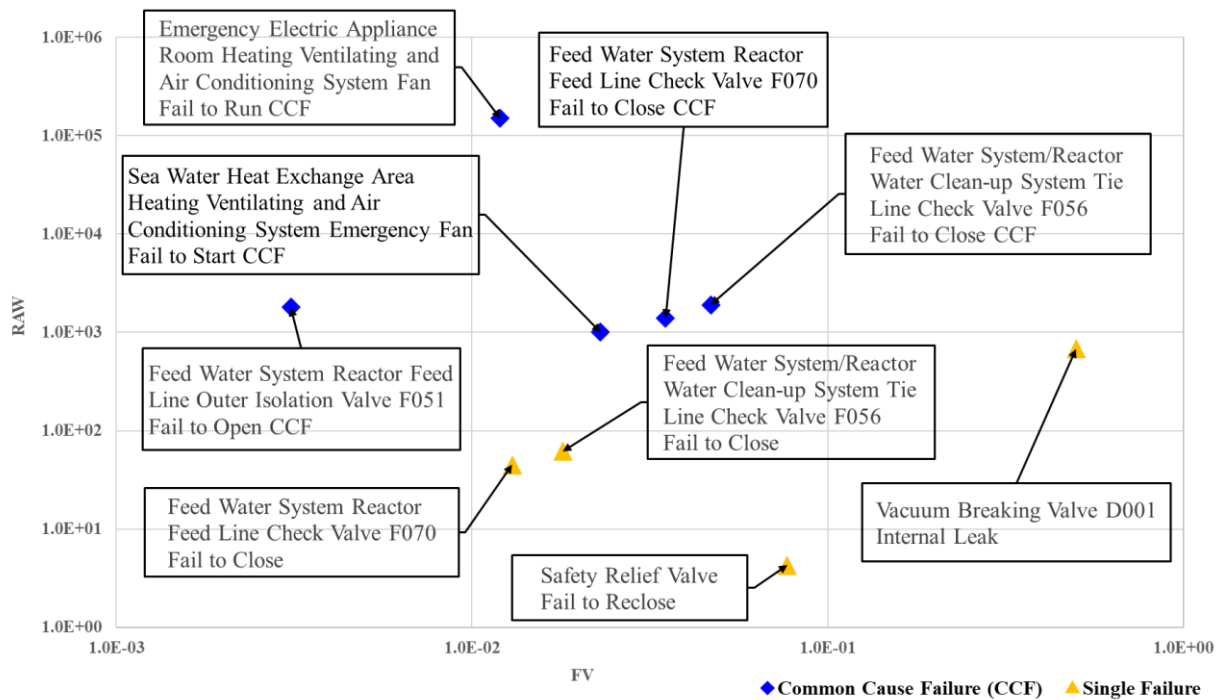 1.0E+06
1.0E+05
1.0E+04
1.0E+03
1.0E+02
1.0E+01
1.0E+00
RAW
Emergency Electric Appliance
Room Heating Ventilating and
Air Conditioning System Fan
Fail to Run CCF
Feed Water System Reactor
Feed Line Check Valve F070
Fail to Close CCF
Feed Water System/Reactor
Water Clean-up System Tie
Line Check Valve F056
Fail to Close CCF
Sea Water Heat Exchange Area
Heating Ventilating and Air
Conditioning System Emergency Fan
Fail to Start CCF
Feed Water System Reactor Feed
Line Outer Isolation Valve F051
Fail to Open CCF
Feed Water System/Reactor
Water Clean-up System Tie
Line Check Valve F056
Fail to Close
Feed Water System Reactor
Feed Line Check Valve F070
Fail to Close
Vacuum Breaking Valve D001
Internal Leak
Safety Relief Valve
Fail to Reclose
1.0E-03
1.0E-02
1.0E-01
1.0E+00
FV
Common Cause Failure (CCF)
Single Failure